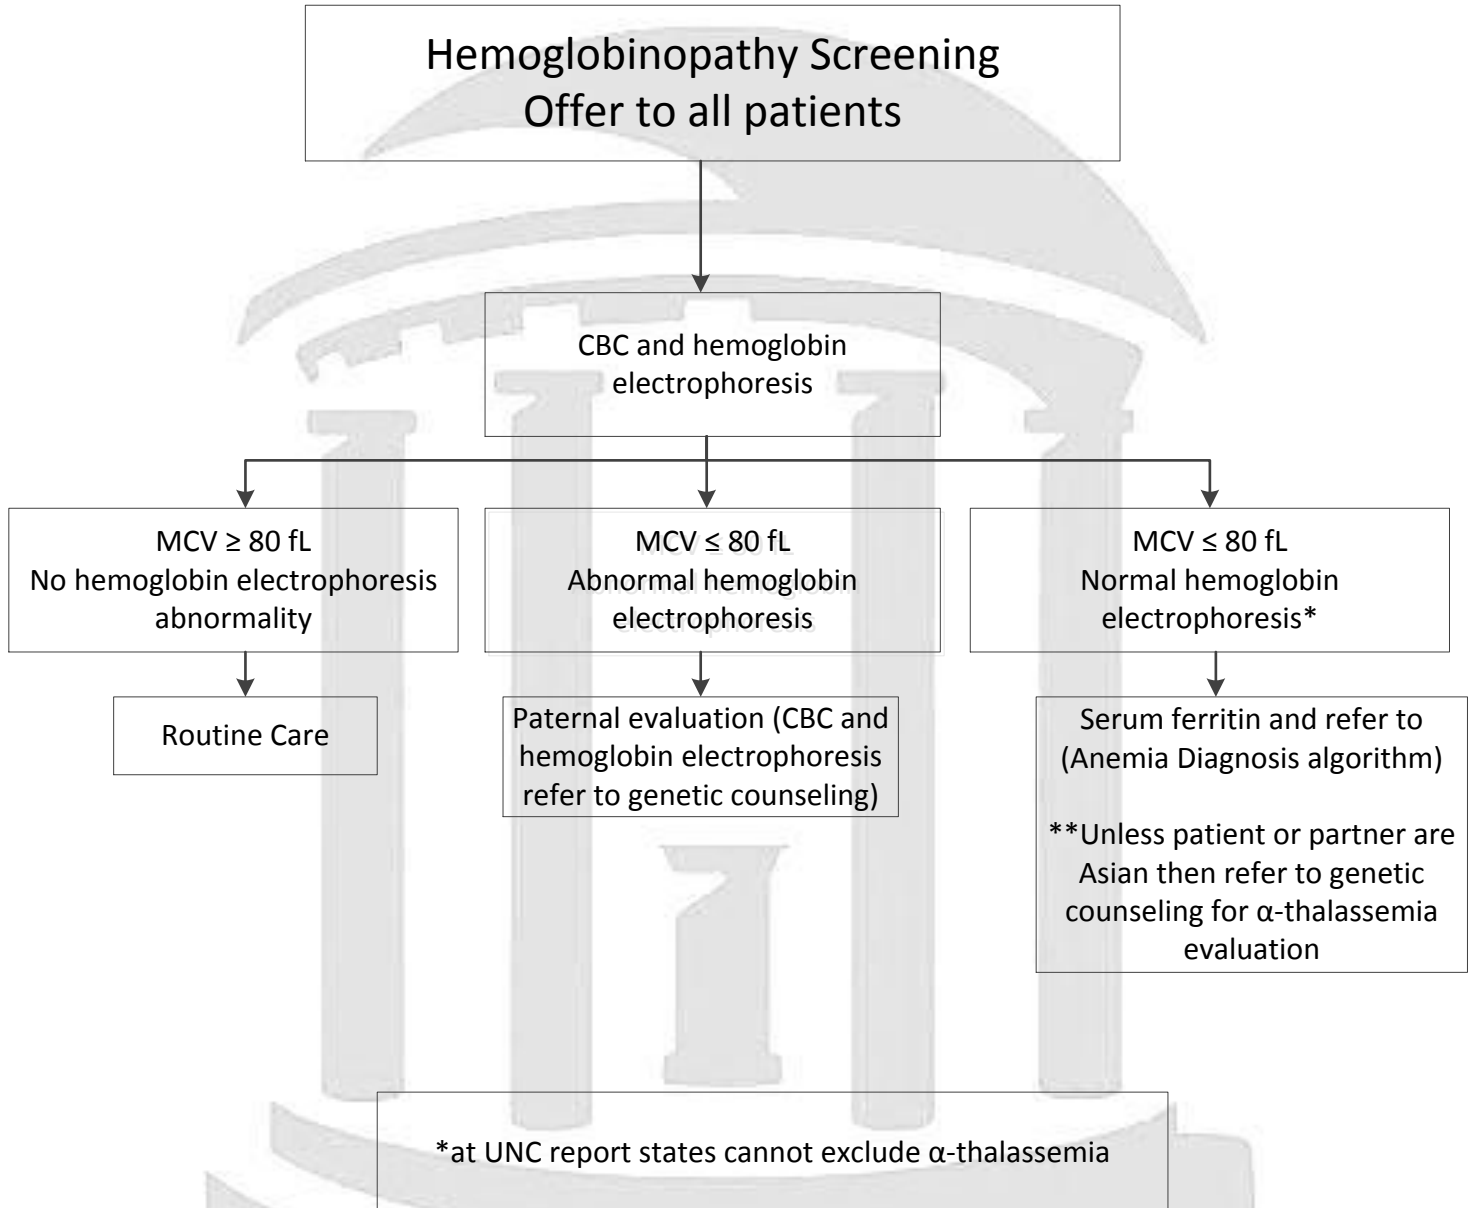 Hemoglobinopathy Screening
Offer to all patients
CBC and hemoglobin
electrophoresis
MCV ≥ 80 fL
No hemoglobin electrophoresis
abnormality
MCV ≤ 80 fL
Abnormal hemoglobin
electrophoresis
MCV ≤ 80 fL
Normal hemoglobin
electrophoresis*
Routine Care
Paternal evaluation (CBC and
hemoglobin electrophoresis
refer to genetic counseling)
Serum ferritin and refer to
(Anemia Diagnosis algorithm)
**Unless patient or partner are
Asian then refer to genetic
counseling for α-thalassemia
evaluation
*at UNC report states cannot exclude α-thalassemia